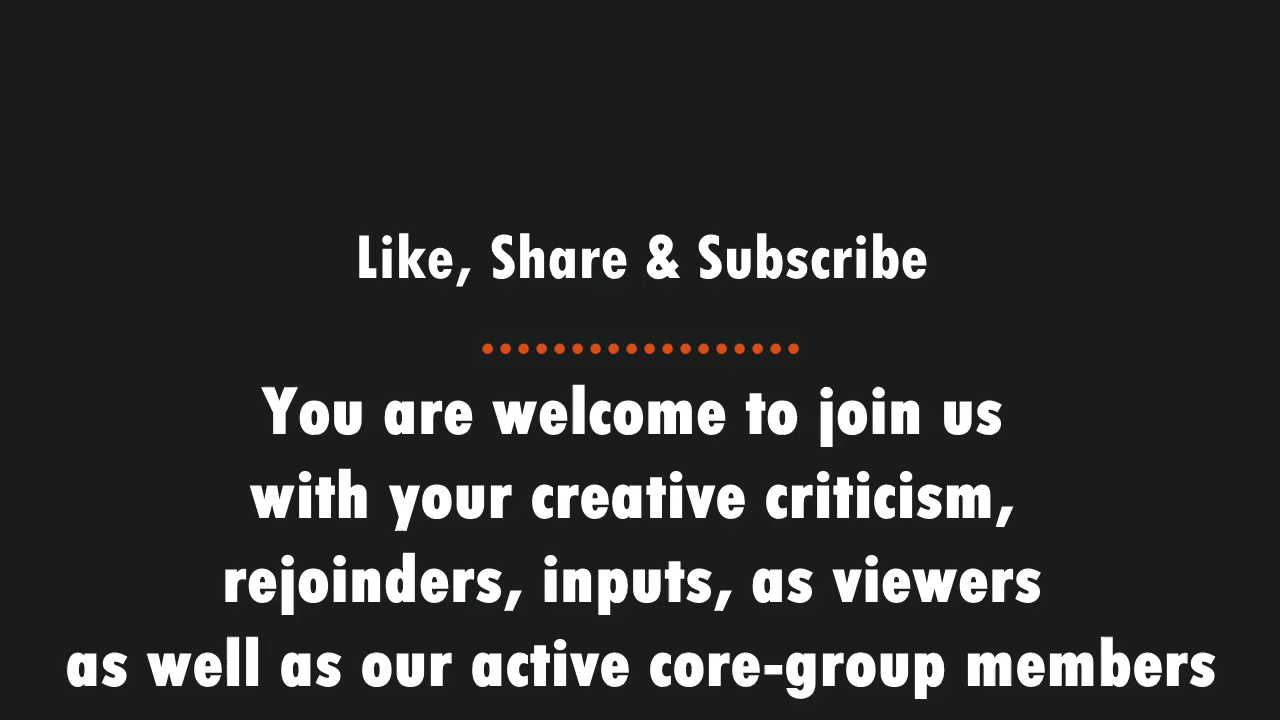 Like, Share & Subscribe
You are welcome to join us
with your creative criticism,
rejoinders, inputs, as viewers
as well as our active core-group members